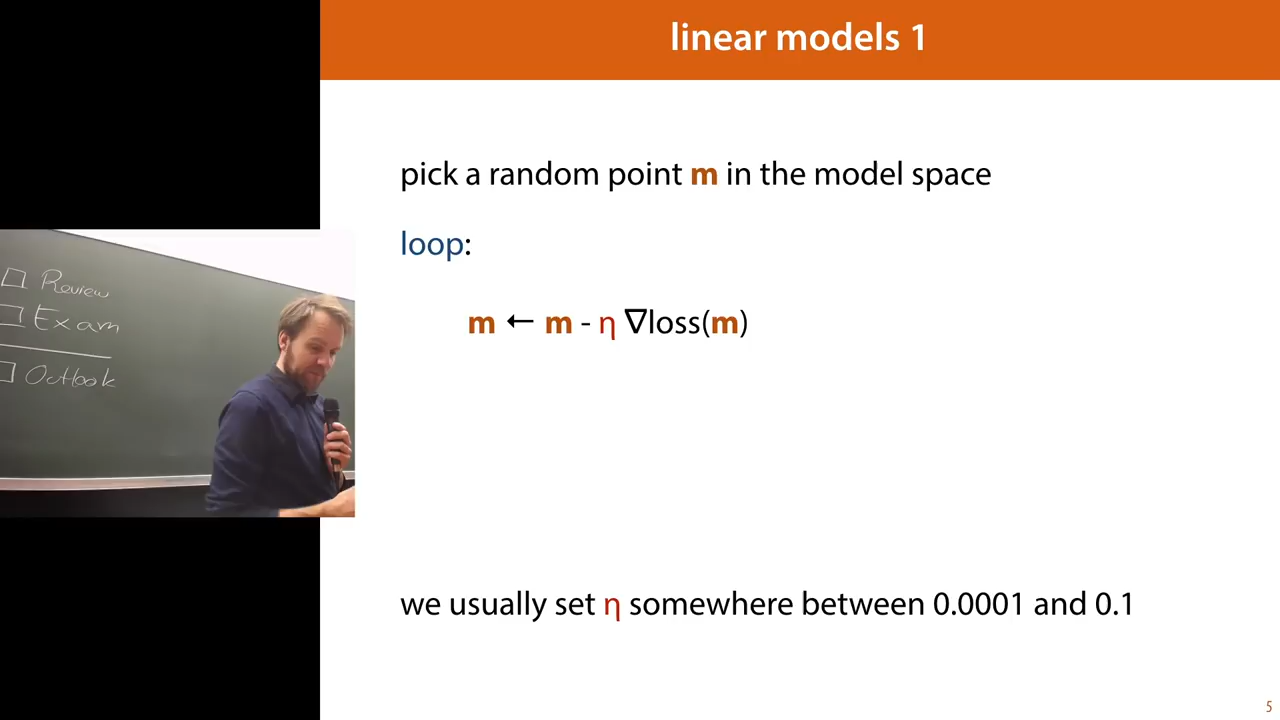 linear models 1
pick a random point m in the model space
loop:
m ← m - η ∇loss(m)
we usually set η somewhere between 0.0001 and 0.1
5
Review
Exam
Outlook